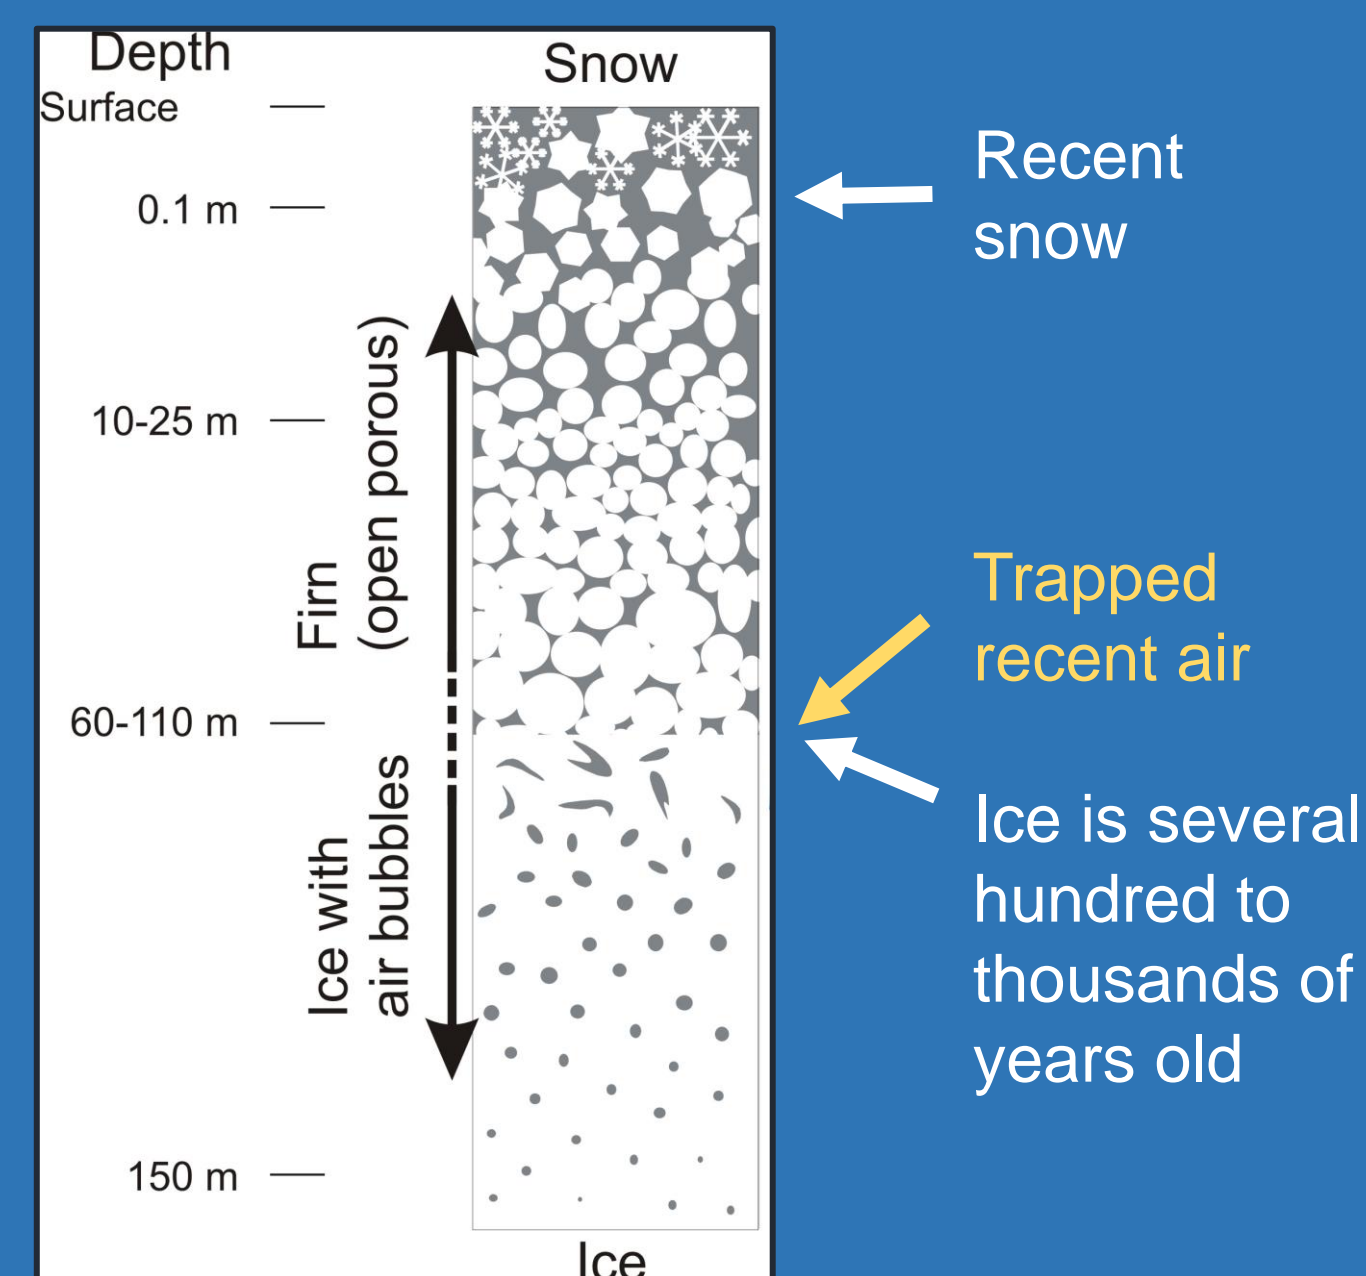 Depth
Snow
Surface
0.1 m
10-25 m
60-110 m
150 m
Firn
(open porous)
Ice with
air bubbles
Ice
Recent
snow
Trapped
recent air
Ice is several
hundred to
thousands of
years old